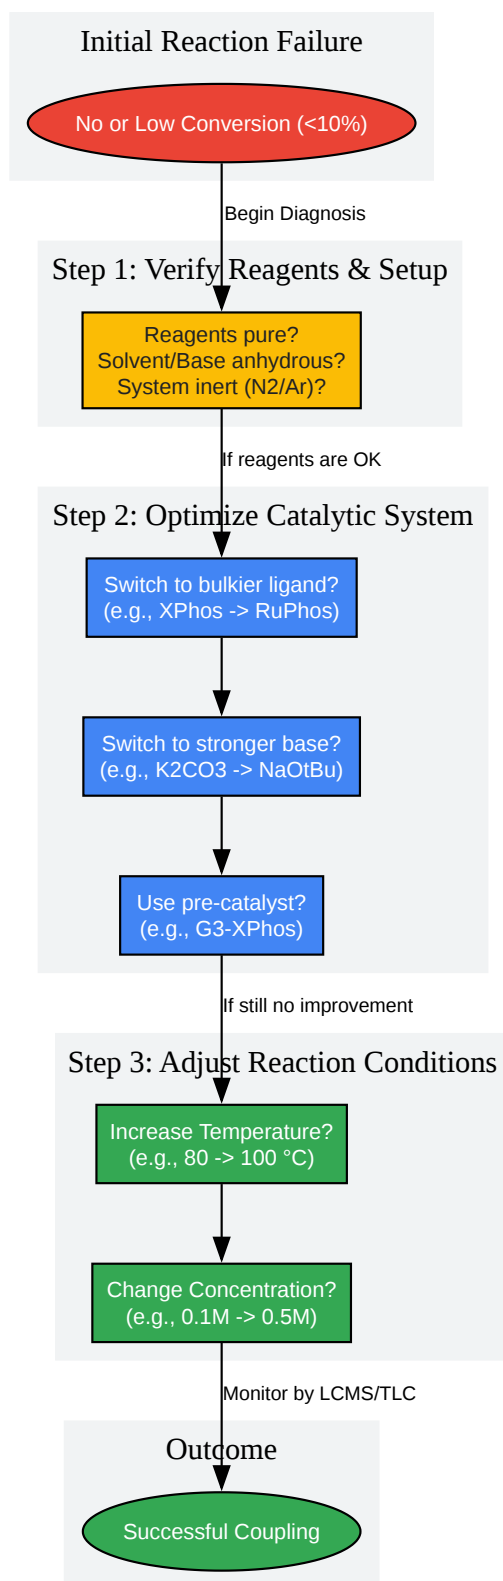 Initial Reaction Failure
No or Low Conversion (<10%)
Begin Diagnosis
Step 1: Verify Reagents & Setup
Reagents pure?
Solvent/Base anhydrous?
System inert (N2/Ar)?
If reagents are OK
Step 2: Optimize Catalytic System
Switch to bulkier ligand?
(e.g., XPhos -> RuPhos)
Switch to stronger base?
(e.g., K2CO3 -> NaOtBu)
Use pre-catalyst?
(e.g., G3-XPhos)
If still no improvement
Step 3: Adjust Reaction Conditions
Increase Temperature?
(e.g., 80 -> 100 °C)
Change Concentration?
(e.g., 0.1M -> 0.5M)
Monitor by LCMS/TLC
Outcome
Successful Coupling